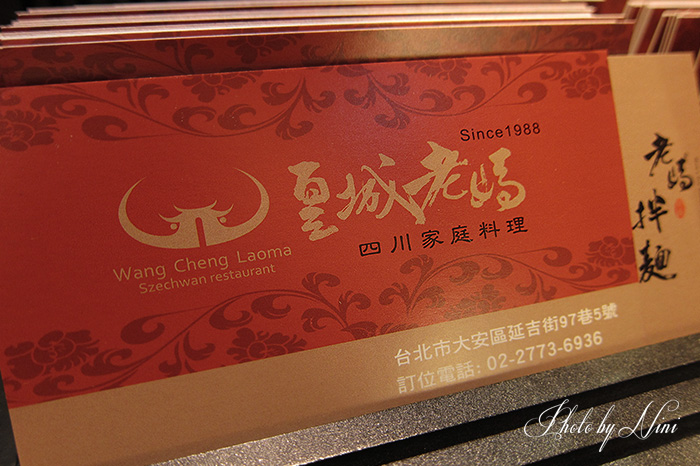 Since1988
皇城老媽
四川家庭料理
Wang Cheng Laoma
Szechwan restaurant
台北市大安區延吉街97巷5號
訂位電話: 02-2773-6936
老媽拌麵
Photo by Nini